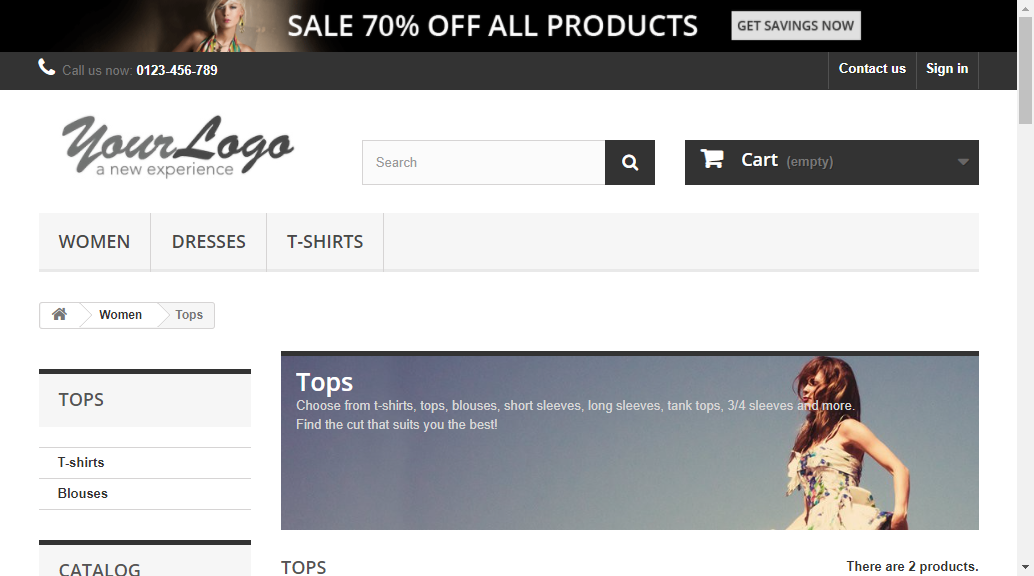 SALE 70% OFF ALL PRODUCTS GET SAVINGS NOW
Call us now: 0123-456-789 Contact us Sign in
YourLogo
a new experience
Search Cart (empty)
WOMEN DRESSES T-SHIRTS
Women Tops
TOPS
T-shirts
Blouses
CATALOG
Tops
Choose from t-shirts, tops, blouses, short sleeves, long sleeves, tank tops, 3/4 sleeves and more.
Find the cut that suits you the best!
TOPS There are 2 products.